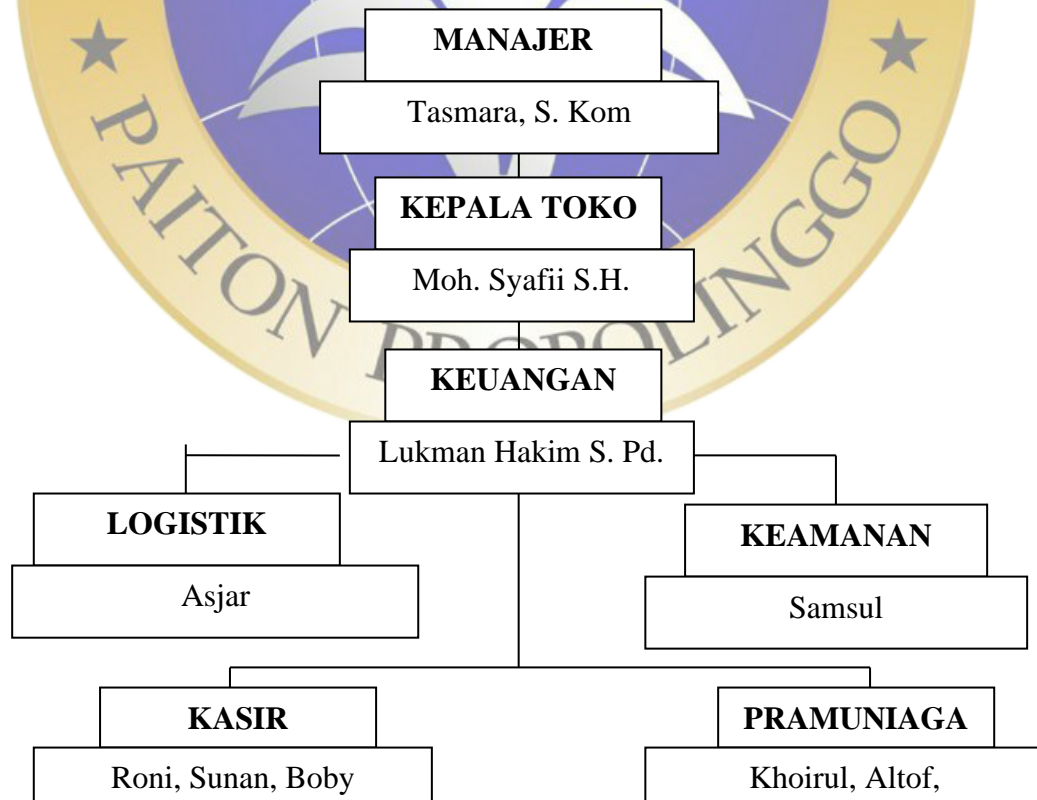 MANAJER
Tasmara, S. Kom
KEPALA TOKO
Moh. Syafii S.H.
KEUANGAN
Lukman Hakim S. Pd.
LOGISTIK
Asjar
KEAMANAN
Samsul
KASIR
Roni, Sunan, Boby
PRAMUNIAGA
Khoirul, Altof,
PAITON PROBOLINGGO